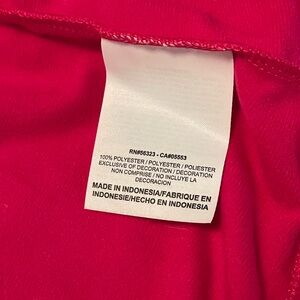 RN#56323 - CA#05553
100% POLYESTER / POLYESTER / POLIESTER
EXCLUSIVE OF DECORATION / DECORATION
NON COMPRISE / NO INCLUYE LA
DECORACION
MADE IN INDONESIA/FABRIQUE EN
INDONESIE/HECHO EN INDONESIA